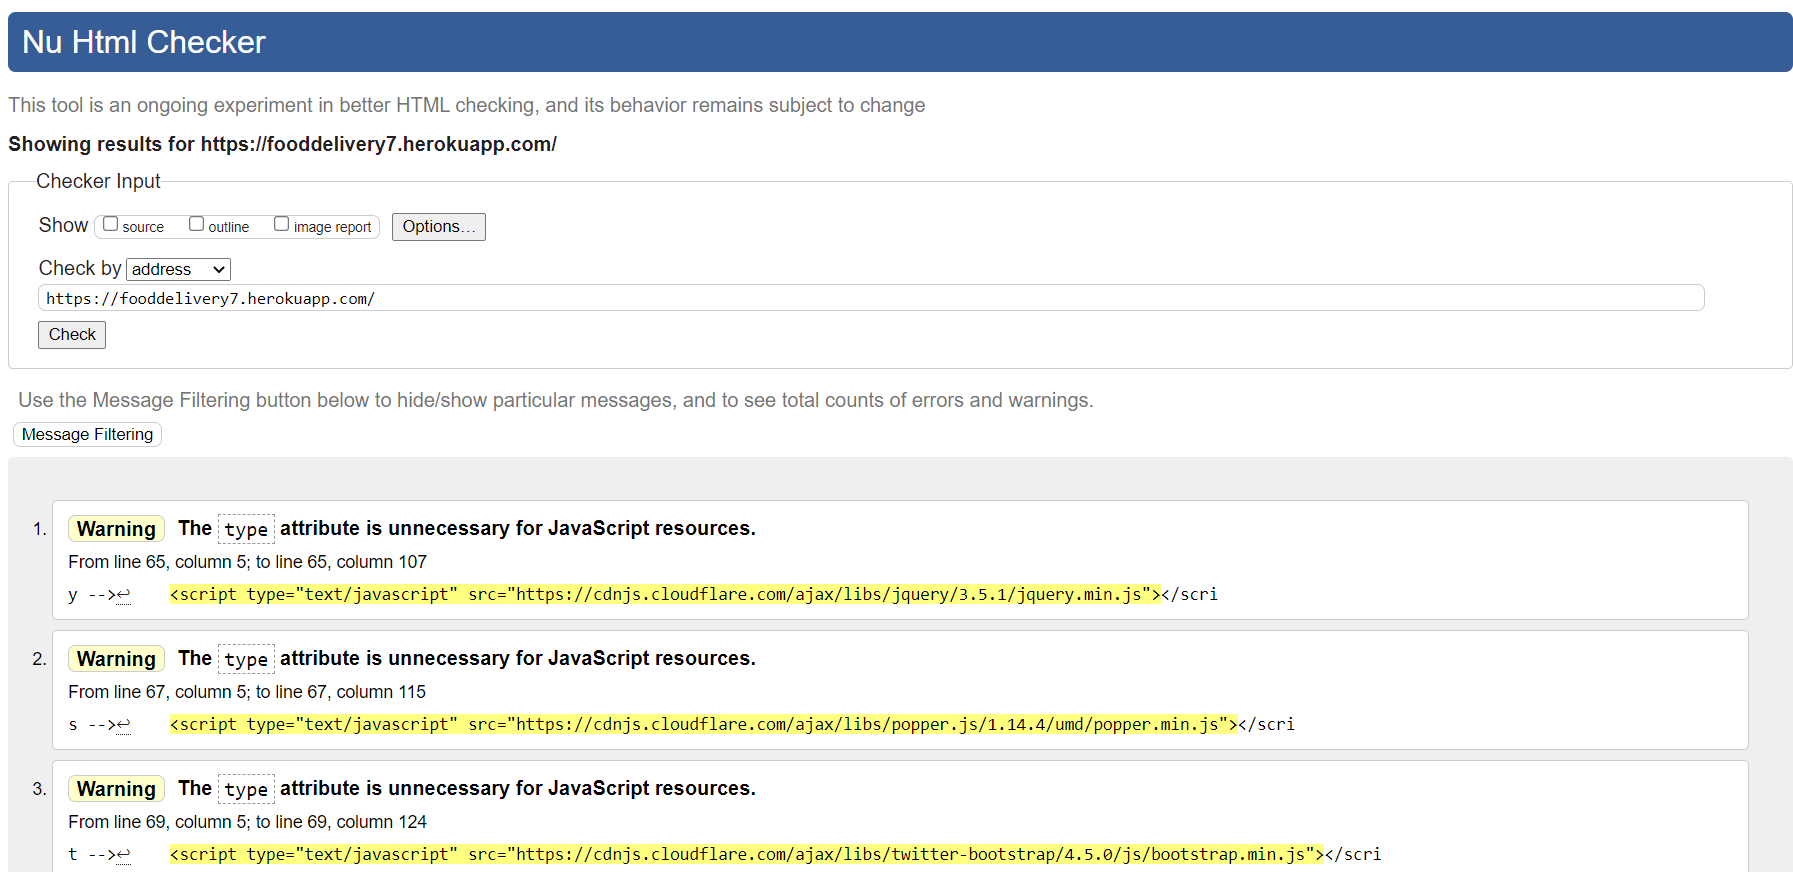 Nu Html Checker
This tool is an ongoing experiment in better HTML checking, and its behavior remains subject to change
Showing results for https://fooddelivery7.herokuapp.com/
Checker Input
Show source outline image report Options...
Check by address
https://fooddelivery7.herokuapp.com/
Check
Use the Message Filtering button below to hide/show particular messages, and to see total counts of errors and warnings.
Message Filtering
1. Warning The type attribute is unnecessary for JavaScript resources.
From line 65, column 5; to line 65, column 107
y -->↩ <script type="text/javascript" src="https://cdnjs.cloudflare.com/ajax/libs/jquery/3.5.1/jquery.min.js"></scri
2. Warning The type attribute is unnecessary for JavaScript resources.
From line 67, column 5; to line 67, column 115
s -->↩ <script type="text/javascript" src="https://cdnjs.cloudflare.com/ajax/libs/popper.js/1.14.4/umd/popper.min.js"></scri
3. Warning The type attribute is unnecessary for JavaScript resources.
From line 69, column 5; to line 69, column 124
t -->↩ <script type="text/javascript" src="https://cdnjs.cloudflare.com/ajax/libs/twitter-bootstrap/4.5.0/js/bootstrap.min.js"></scri